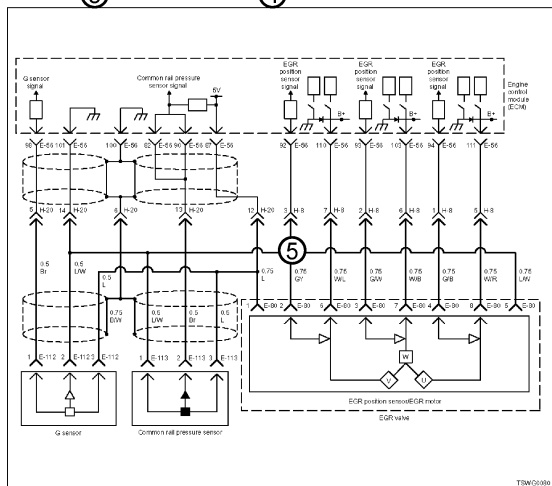 G sensor signal
Common rail pressure sensor signal
5V
EGR position sensor signal
B+
EGR position sensor signal
B+
EGR position sensor signal
B+
Engine control module (ECM)
98 E-56 101 E-56 100 E-56 82 E-56 90 E-56 87 E-56 92 E-56 110 E-56 93 E-56 103 E-56 94 E-56 111 E-56
5 H-20 14 H-20 6 H-20 13 H-20 12 H-20 3 H-8 7 H-8 2 H-8 6 H-8 1 H-8 5 H-8
5
0.5 Br
0.5 L/W
0.5 L
0.75 B/W
0.5 L/W
0.5 Br
0.5 L
0.75 L
0.75 GY
0.75 W/L
0.75 G/W
0.75 W/B
0.75 G/B
0.75 W/R
0.75 L/W
1 E-80 2 E-80 6 E-80 3 E-80 7 E-80 4 E-80 8 E-80 5 E-80
1 E-112 2 E-112 3 E-112
E-113 2 E-113 3 E-113
W
V
U
G sensor
Common rail pressure sensor
EGR position sensor/EGR motor
EGR valve